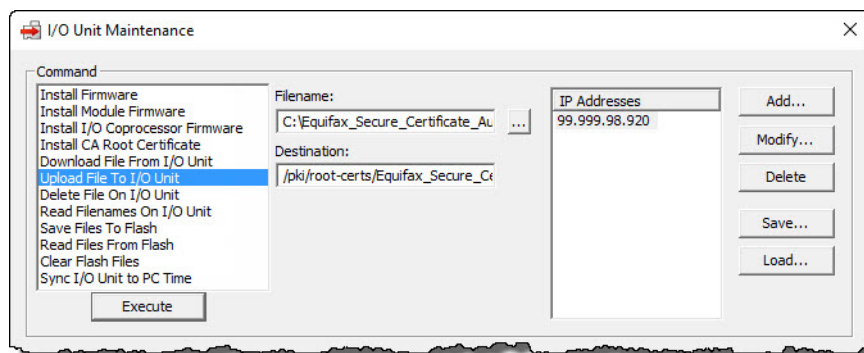 I/O Unit Maintenance
Command
Install Firmware
Install Module Firmware
Install I/O Coprocessor Firmware
Install CA Root Certificate
Download File From I/O Unit
Upload File To I/O Unit
Delete File On I/O Unit
Read Filenames On I/O Unit
Save Files To Flash
Read Files From Flash
Clear Flash Files
Sync I/O Unit to PC Time
Execute
Filename:
C:\Equifax_Secure_Certificate_Au
...
Destination:
/pki/root-certs/Equifax_Secure_Ce
IP Addresses
99.999.98.920
Add...
Modify...
Delete
Save...
Load...